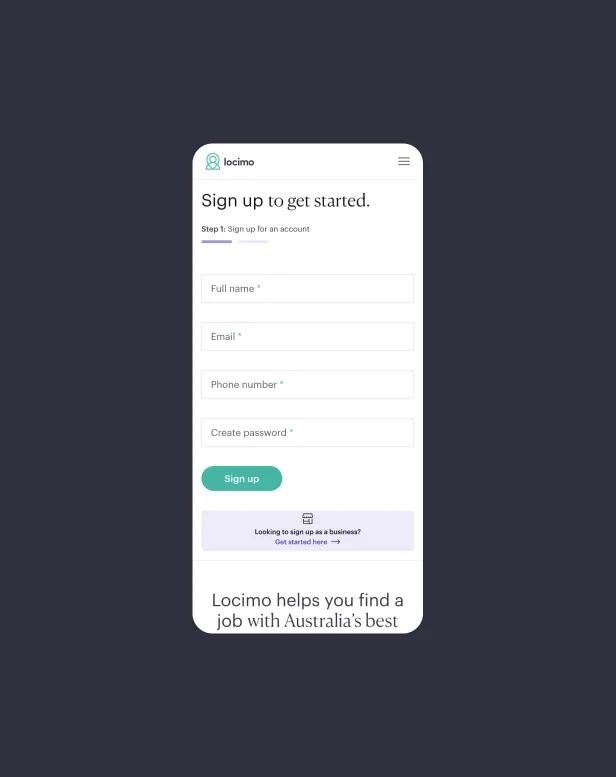 locimo
Sign up to get started.
Step 1: Sign up for an account
Full name *
Email *
Phone number *
Create password *
Sign up
Looking to sign up as a business?
Get started here →
Locimo helps you find a
job with Australia’s best